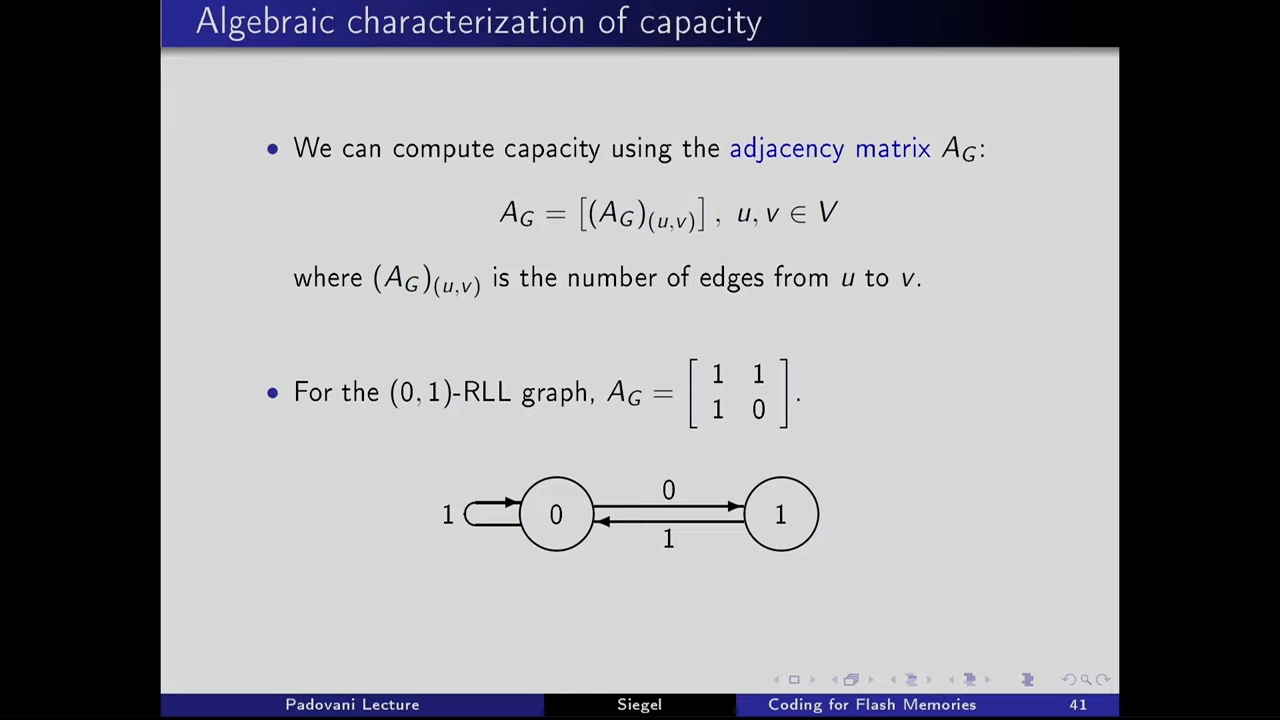 Algebraic characterization of capacity
• We can compute capacity using the adjacency matrix A_G:
A_G = [(A_G)_(u,v)] , u, v ∈ V
where (A_G)_(u,v) is the number of edges from u to v.
• For the (0, 1)-RLL graph, A_G = [ 1 1
1 0 ].
0
1 0 1
1
Padovani Lecture Siegel Coding for Flash Memories 41